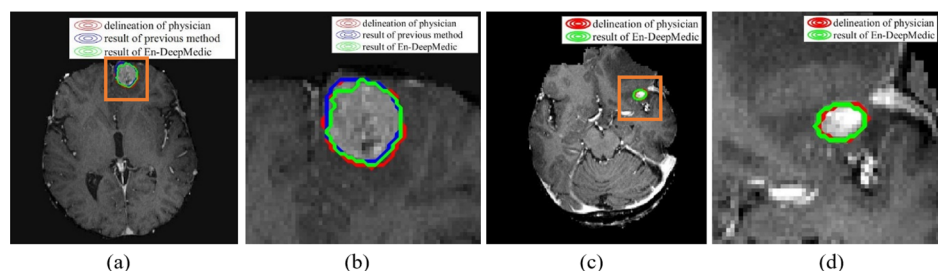 delineation of physician
result of previous method
result of En-DeepMedic
delineation of physician
result of previous method
result of En-DeepMedic
delineation of physician
result of En-DeepMedic
delineation of physician
result of En-DeepMedic
(a)
(b)
(c)
(d)